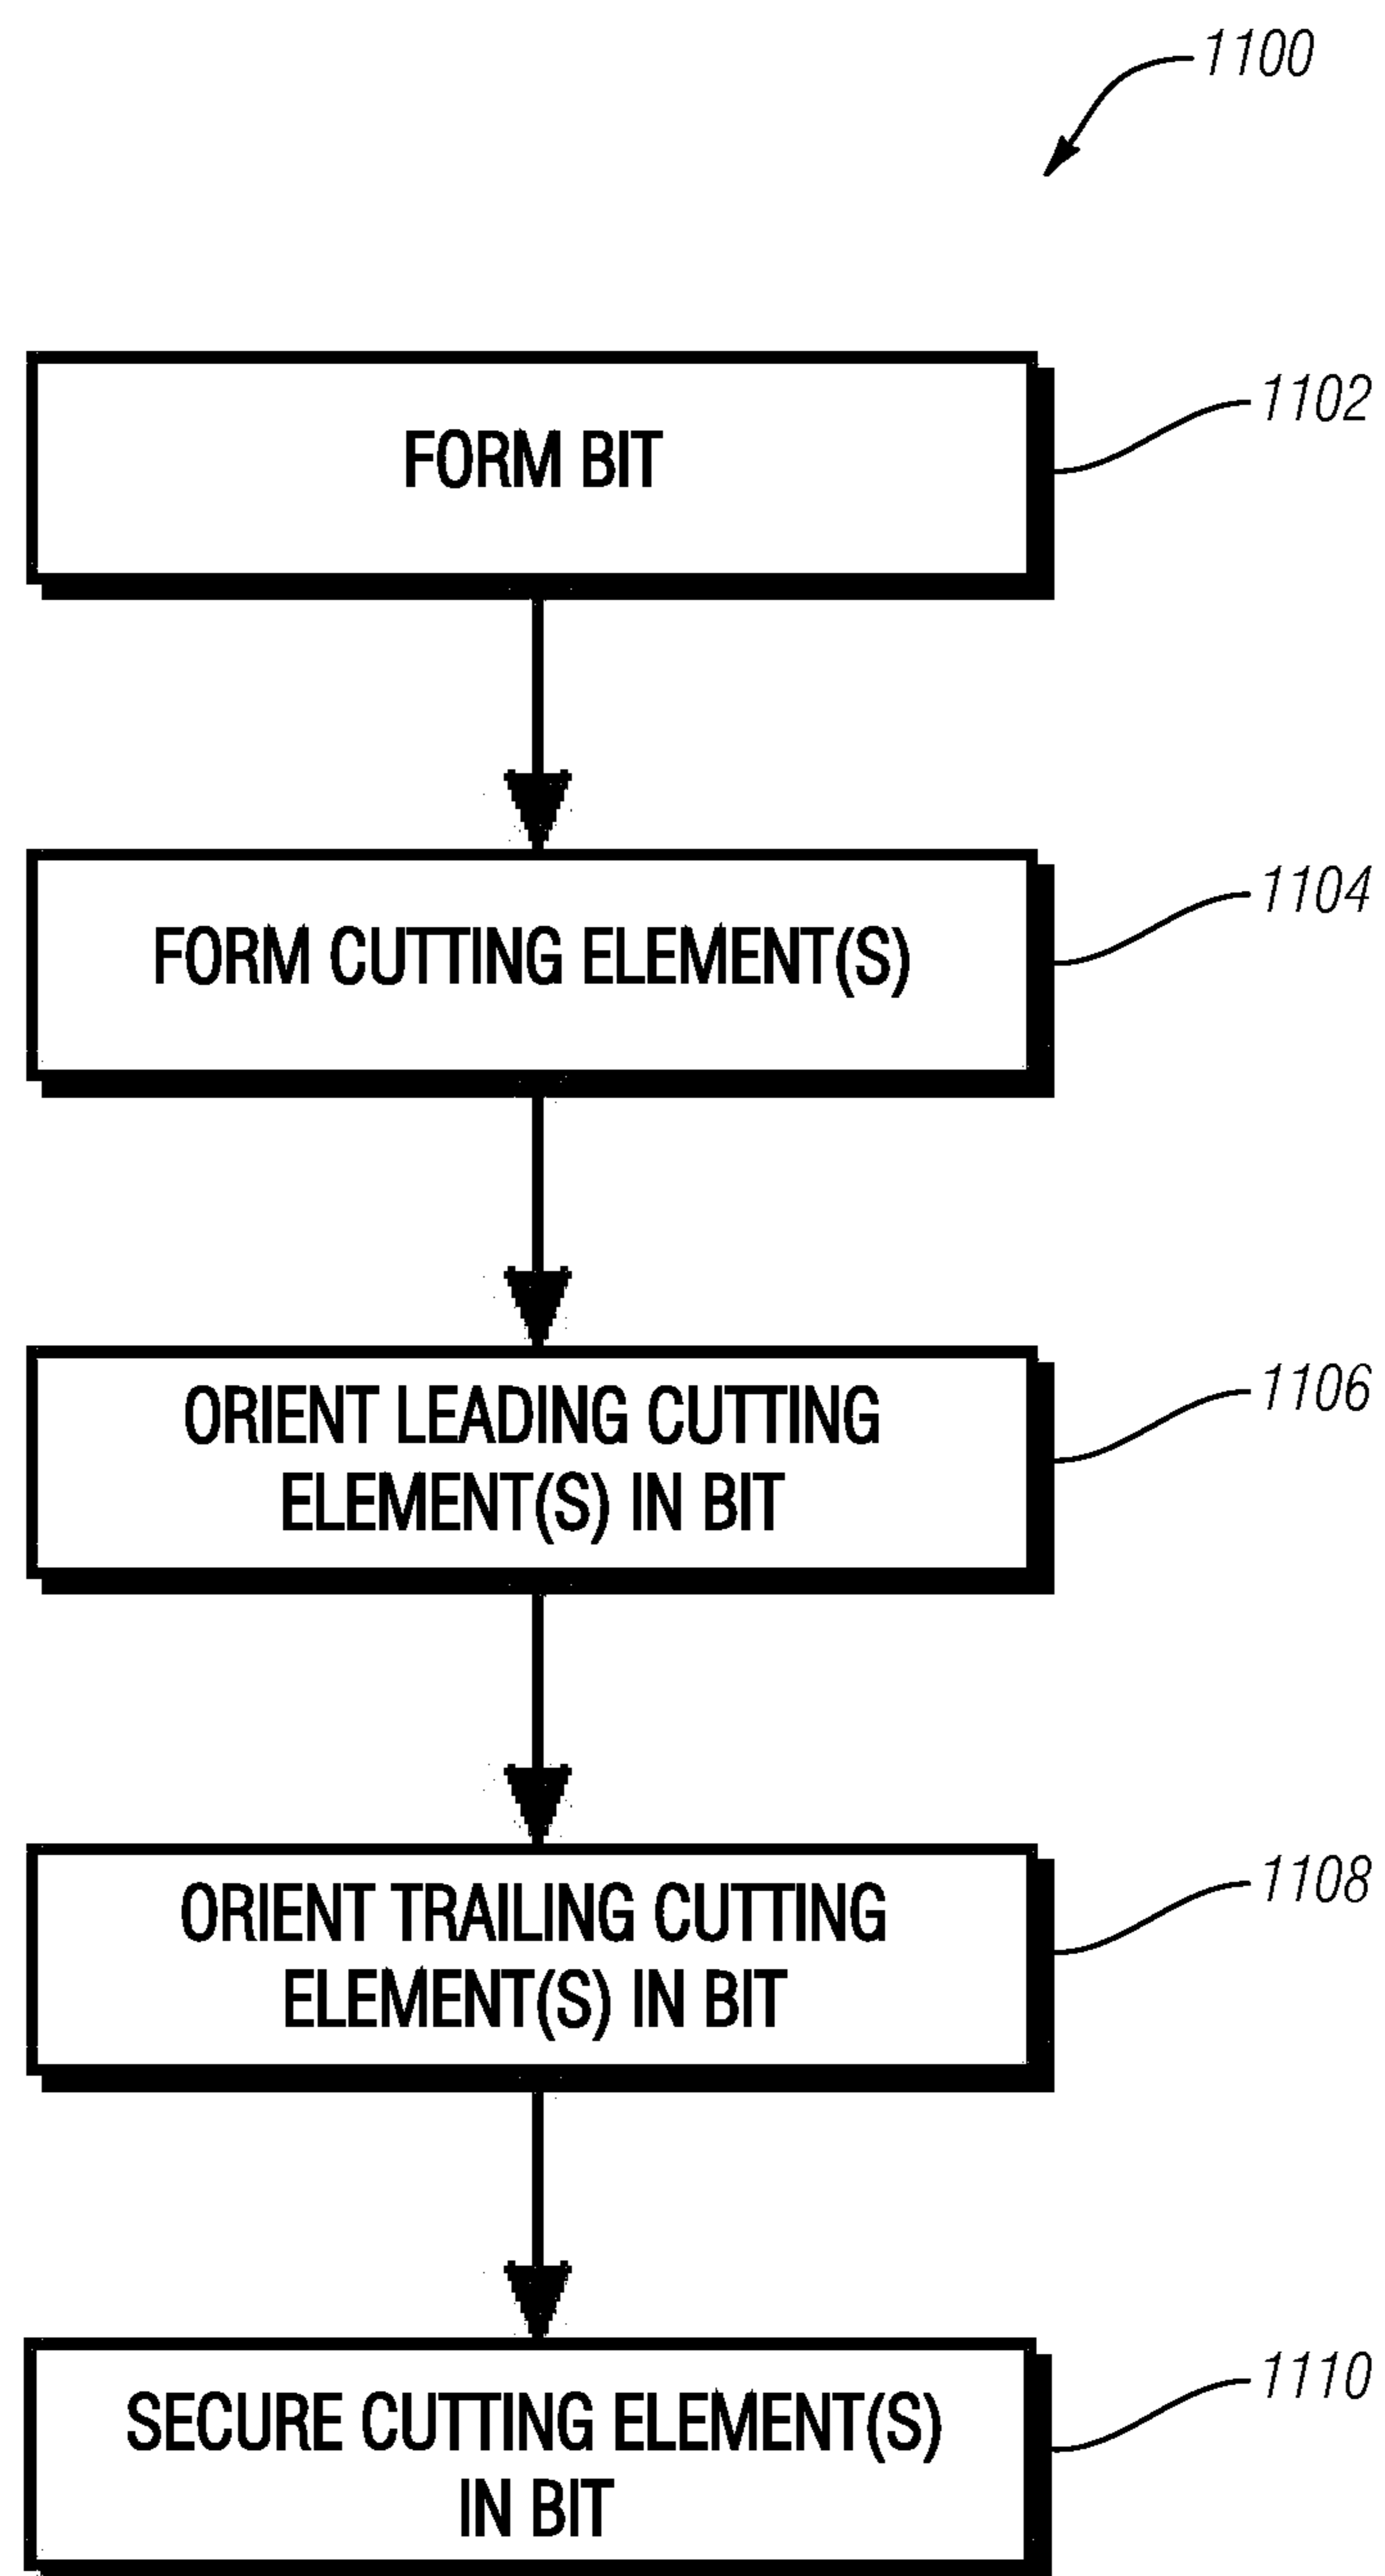 1100
FORM BIT
1102
FORM CUTTING ELEMENT(S)
1104
ORIENT LEADING CUTTING
ELEMENT(S) IN BIT
1106
ORIENT TRAILING CUTTING
ELEMENT(S) IN BIT
1108
SECURE CUTTING ELEMENT(S)
IN BIT
1110